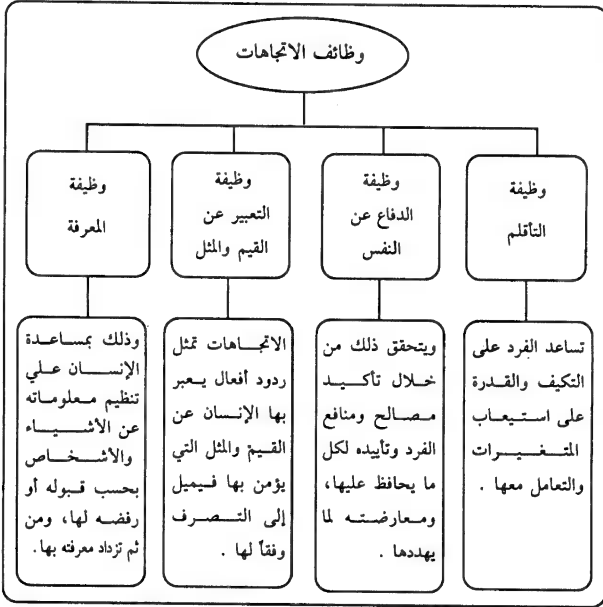 وظائف الاتجاهات
وظيفة
التأقلم
وظيفة
الدفاع عن
النفس
وظيفة
التعبير عن
القيم والمثل
وظيفة
المعرفة
تساعد الفرد على
التكيف والقدرة
على استيعاب
المتغيرات
والتعامل معها .
ويتحقق ذلك من
خلال تأكيد
مصالح ومنافع
الفرد وتأييده لكل
ما يحافظ عليها،
ومعارضته لما
يهددها .
الاتجاهات تمثل
ردود أفعال يعبر
بها الإنسان عن
القيم والمثل التي
يؤمن بها فيميل
إلى التصرف
وفقاً لها .
وذلك بمساعدة
الإنسان علي
تنظيم معلوماته
عن الأشياء
والأشخاص
بحسب قبوله أو
رفضه لها، ومن
ثم تزداد معرفته بها.